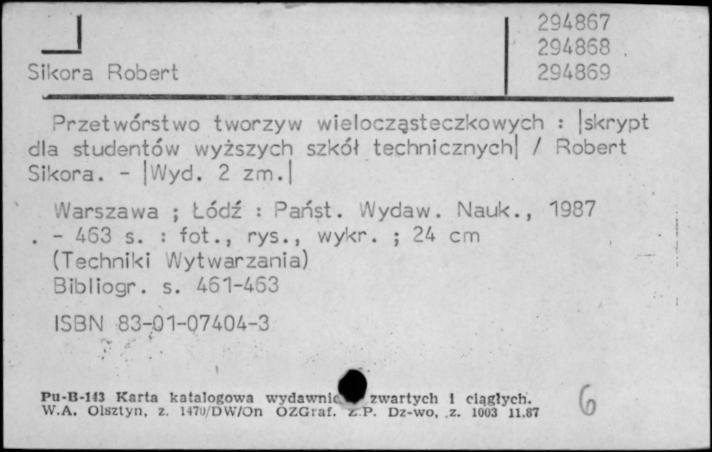 294867
294868
Sikora Robert 294869
Przetwórstwo tworzyw wielocząsteczkowych : |skrypt
dla studentów wyższych szkół technicznych| / Robert
Sikora. - |Wyd. 2 zm.|
Warszawa ; Łódź : Państ. Wydaw. Nauk., 1987
. - 463 s. : fot., rys., wykr. ; 24 cm
(Techniki Wytwarzania)
Bibliogr. s. 461-463
ISBN 83-01-07404-3
Pu-B-143 Karta katalogowa zwartych i ciągłych.
W.A. Olsztyn, z. 1470/DW/On OZGraf. Z.P. Dz-wo, z. 1003 11.87
6